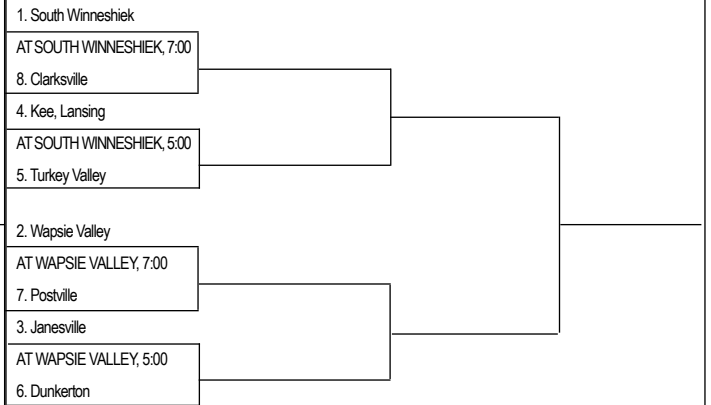 1. South Winneshiek
AT SOUTH WINNESHIEK, 7:00
8. Clarksville
4. Kee, Lansing
AT SOUTH WINNESHIEK, 5:00
5. Turkey Valley
2. Wapsie Valley
AT WAPSIE VALLEY, 7:00
7. Postville
3. Janesville
AT WAPSIE VALLEY, 5:00
6. Dunkerton